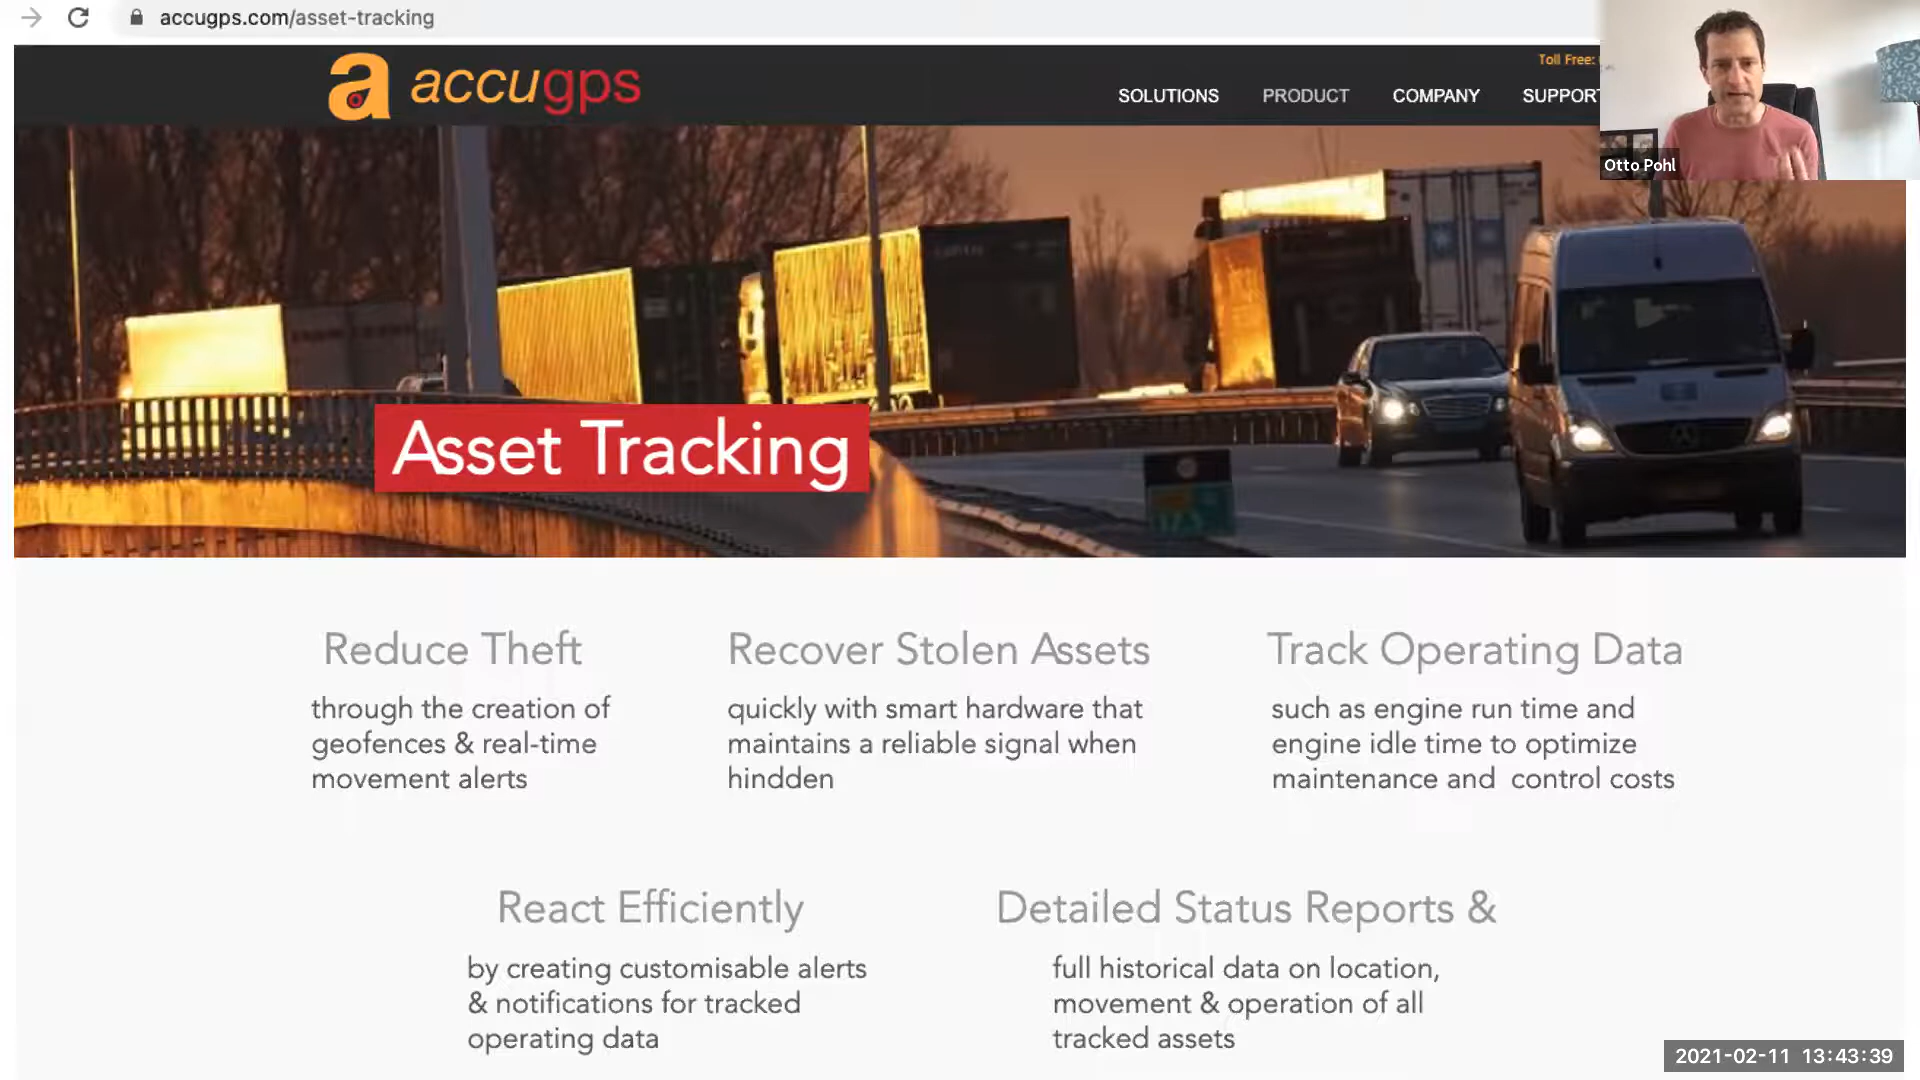 accugps.com/asset-tracking
a accugps
Toll Free:
SOLUTIONS PRODUCT COMPANY SUPPORT
Otto Pohl
Asset Tracking
Reduce Theft
through the creation of
geofences & real-time
movement alerts
Recover Stolen Assets
quickly with smart hardware that
maintains a reliable signal when
hindden
Track Operating Data
such as engine run time and
engine idle time to optimize
maintenance and control costs
React Efficiently
by creating customisable alerts
& notifications for tracked
operating data
Detailed Status Reports &
full historical data on location,
movement & operation of all
tracked assets
2021-02-11 13:43:39